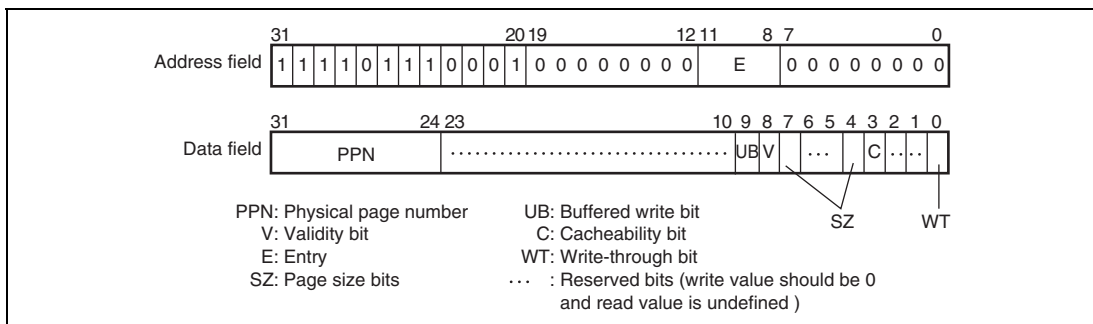 31 20 19 12 11 8 7 0
Address field 1 1 1 1 0 1 1 1 0 0 0 1 0 0 0 0 0 0 0 0 E 0 0 0 0 0 0 0 0
31 24 23 10 9 8 7 6 5 4 3 2 1 0
Data field PPN ................................ UB V ... C .. ..
SZ WT
PPN: Physical page number UB: Buffered write bit
V: Validity bit C: Cacheability bit
E: Entry WT: Write-through bit
SZ: Page size bits ... : Reserved bits (write value should be 0
and read value is undefined )